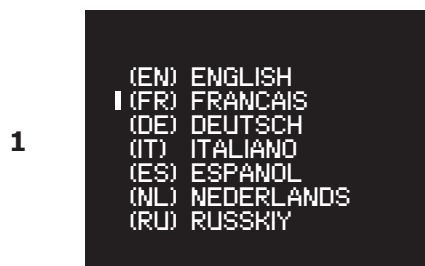 (EN) ENGLISH
(FR) FRANCAIS
(DE) DEUTSCH
(IT) ITALIANO
(ES) ESPANOL
(NL) NEDERLANDS
(RU) RUSSKIY
1